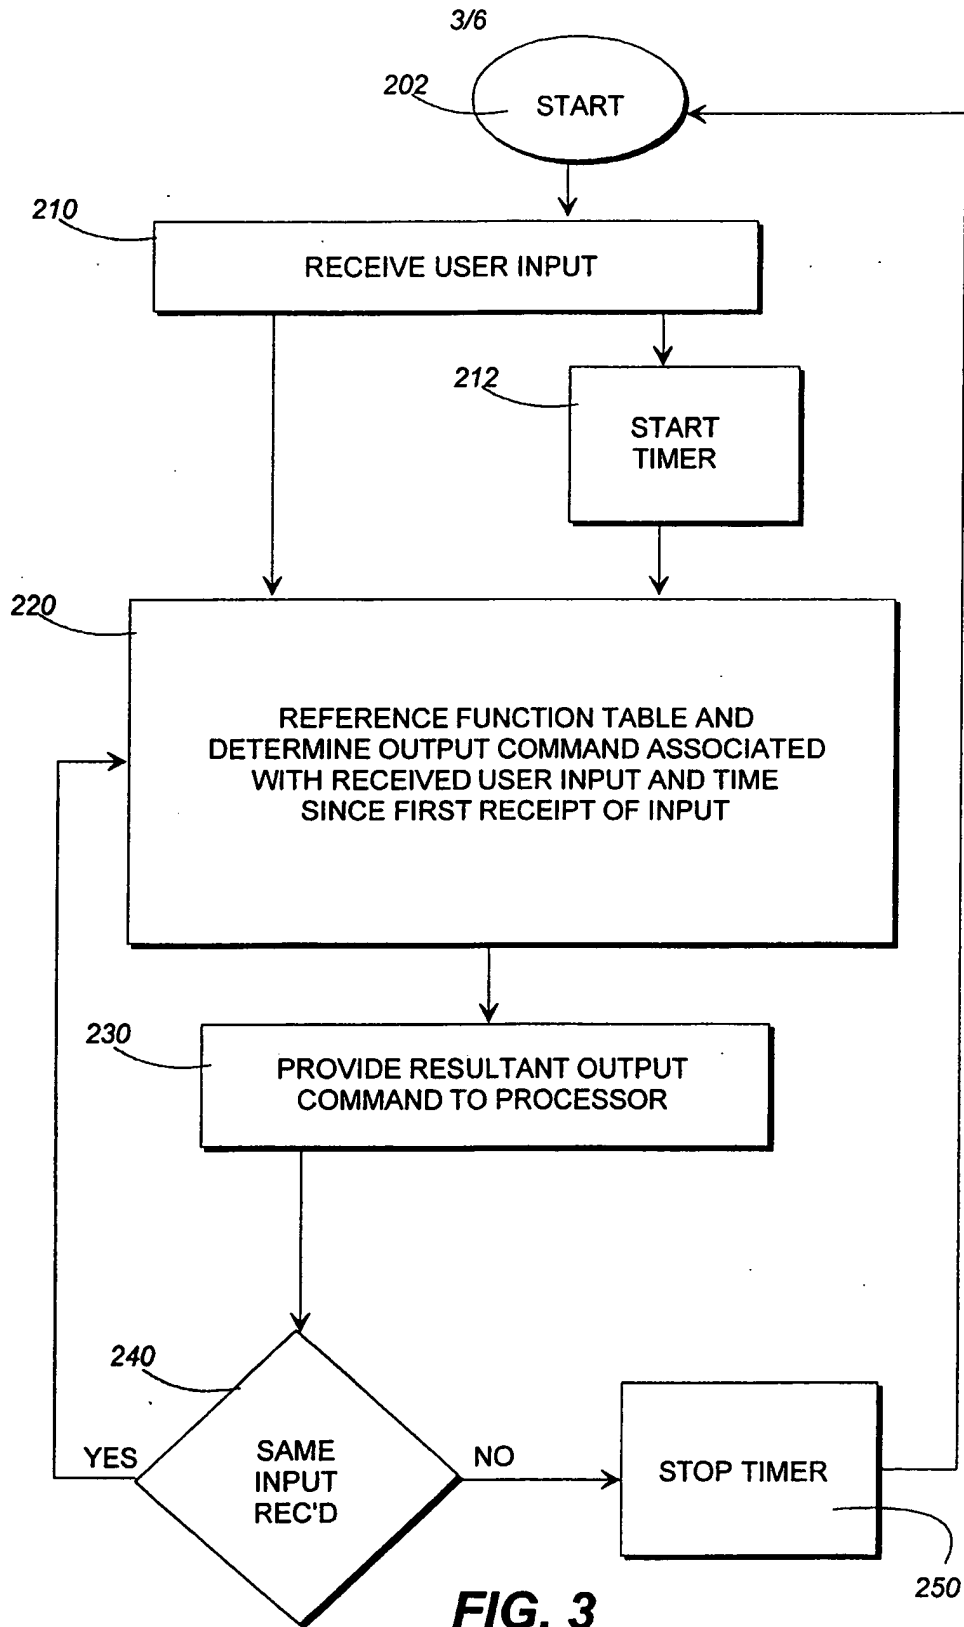 3/6
202
START
210
RECEIVE USER INPUT
212
START
TIMER
220
REFERENCE FUNCTION TABLE AND
DETERMINE OUTPUT COMMAND ASSOCIATED
WITH RECEIVED USER INPUT AND TIME
SINCE FIRST RECEIPT OF INPUT
230
PROVIDE RESULTANT OUTPUT
COMMAND TO PROCESSOR
240
YES
SAME
INPUT
REC'D
NO
STOP TIMER
250
FIG. 3